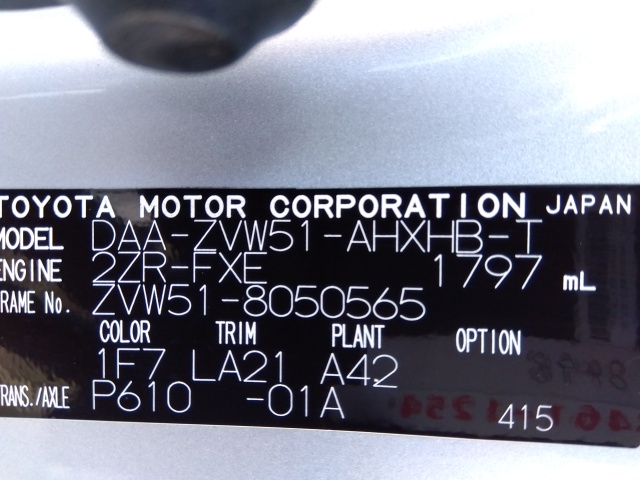 TOYOTA MOTOR CORPORATION JAPAN
MODEL DAA-ZVW51-AHXHB-T
ENGINE 2ZR-FXE 1797 mL
FRAME No. ZVW51-8050565
COLOR TRIM PLANT OPTION
1F7 LA21 A42
TRANS./AXLE P610 -01A
415